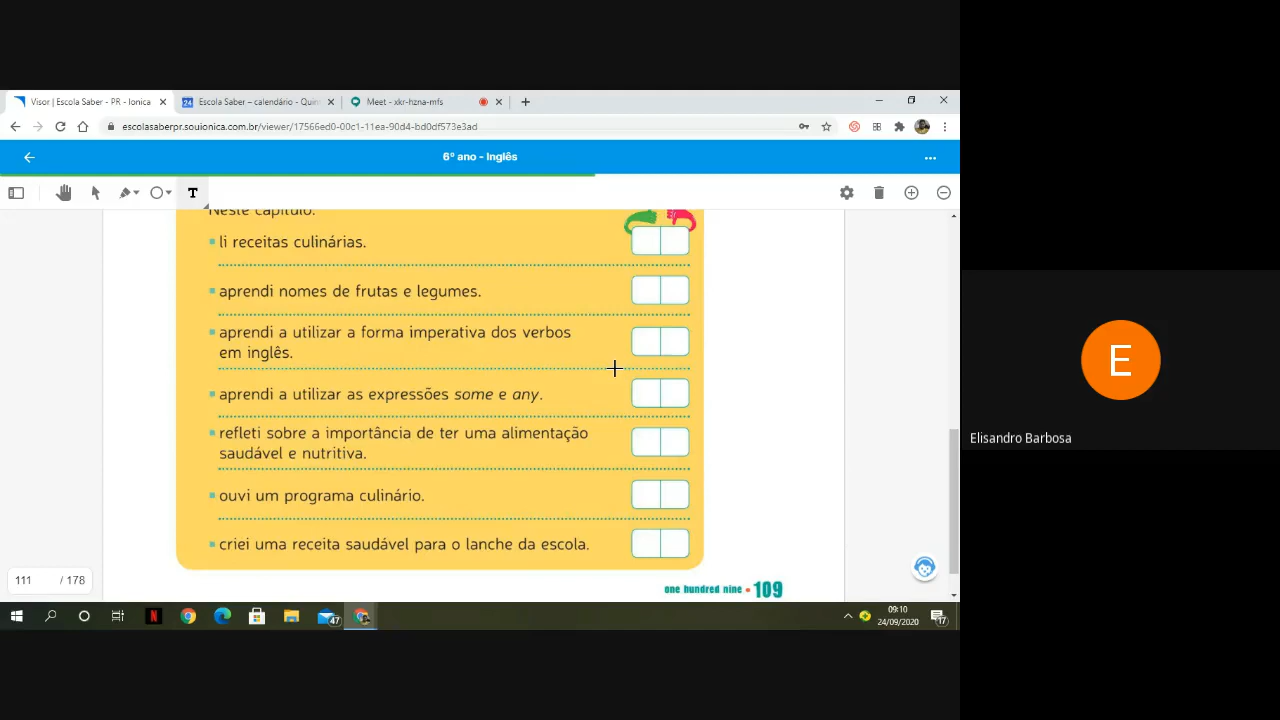 Visor | Escola Saber - PR - Ionica
Escola Saber – calendário - Quin
Meet - xkr-hzna-mfs
escolasaberpr.souionica.com.br/viewer/17566ed0-00c1-11ea-90d4-bd0df573e3ad
6º ano - Inglês
T
Neste capítulo:
li receitas culinárias.
aprendi nomes de frutas e legumes.
aprendi a utilizar a forma imperativa dos verbos
em inglês.
aprendi a utilizar as expressões some e any.
refleti sobre a importância de ter uma alimentação
saudável e nutritiva.
ouvi um programa culinário.
criei uma receita saudável para o lanche da escola.
one hundred nine • 109
111 / 178
E
Elisandro Barbosa
N
47
09:10
24/09/2020
17